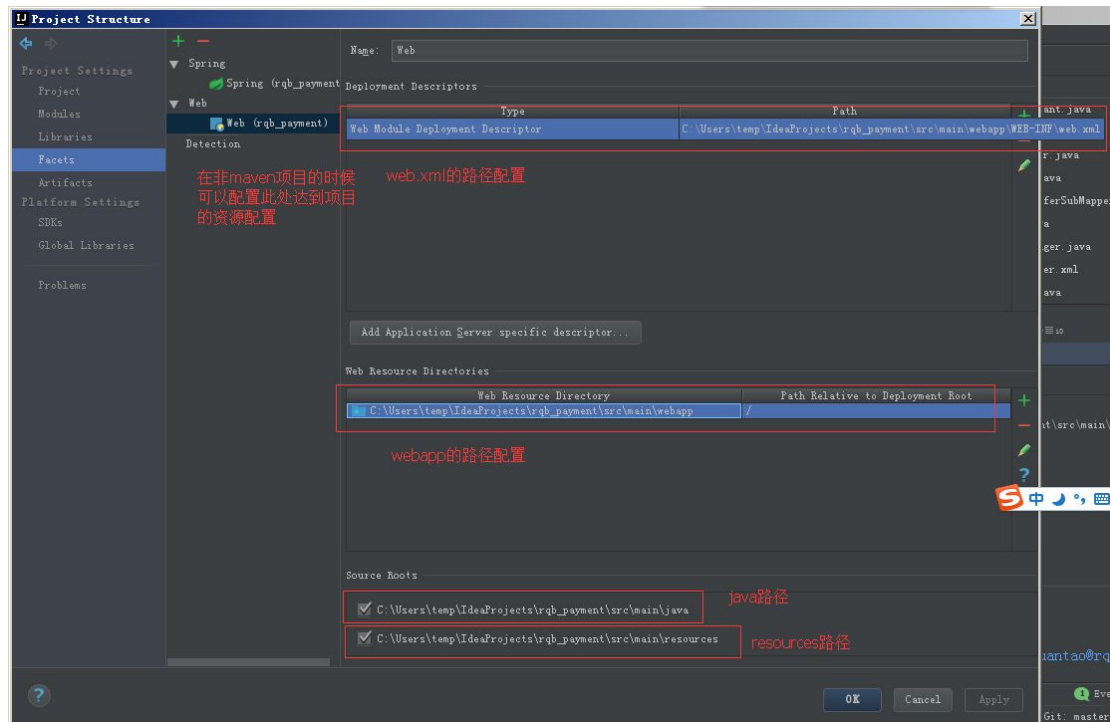 Project Structure
Project Settings
Project
Modules
Libraries
Facets
Artifacts
Platform Settings
SDKs
Global Libraries
Problems
Spring
Spring (rqb_payment
Web
Web (rqb_payment)
Detection
在非maven项目的时候
可以配置此处达到项目
的资源配置
Name: Web
Deployment Descriptors
Type Path
Web Module Deployment Descriptor C:\Users\temp\IdeaProjects\rqb_payment\src\main\webapp\WEB-INF\web.xml
web.xml的路径配置
Add Application Server specific descriptor...
Web Resource Directories
Web Resource Directory Path Relative to Deployment Root
C:\Users\temp\IdeaProjects\rqb_payment\src\main\webapp /
webapp的路径配置
Source Roots
C:\Users\temp\IdeaProjects\rqb_payment\src\main\java
java路径
C:\Users\temp\IdeaProjects\rqb_payment\src\main\resources
resources路径
OK Cancel Apply
ant.java
r.java
ava
ferSubMappe
a
ger.java
er.xml
ava
nt\src\main\
中
uantao@rq
1 Eve
Git: master